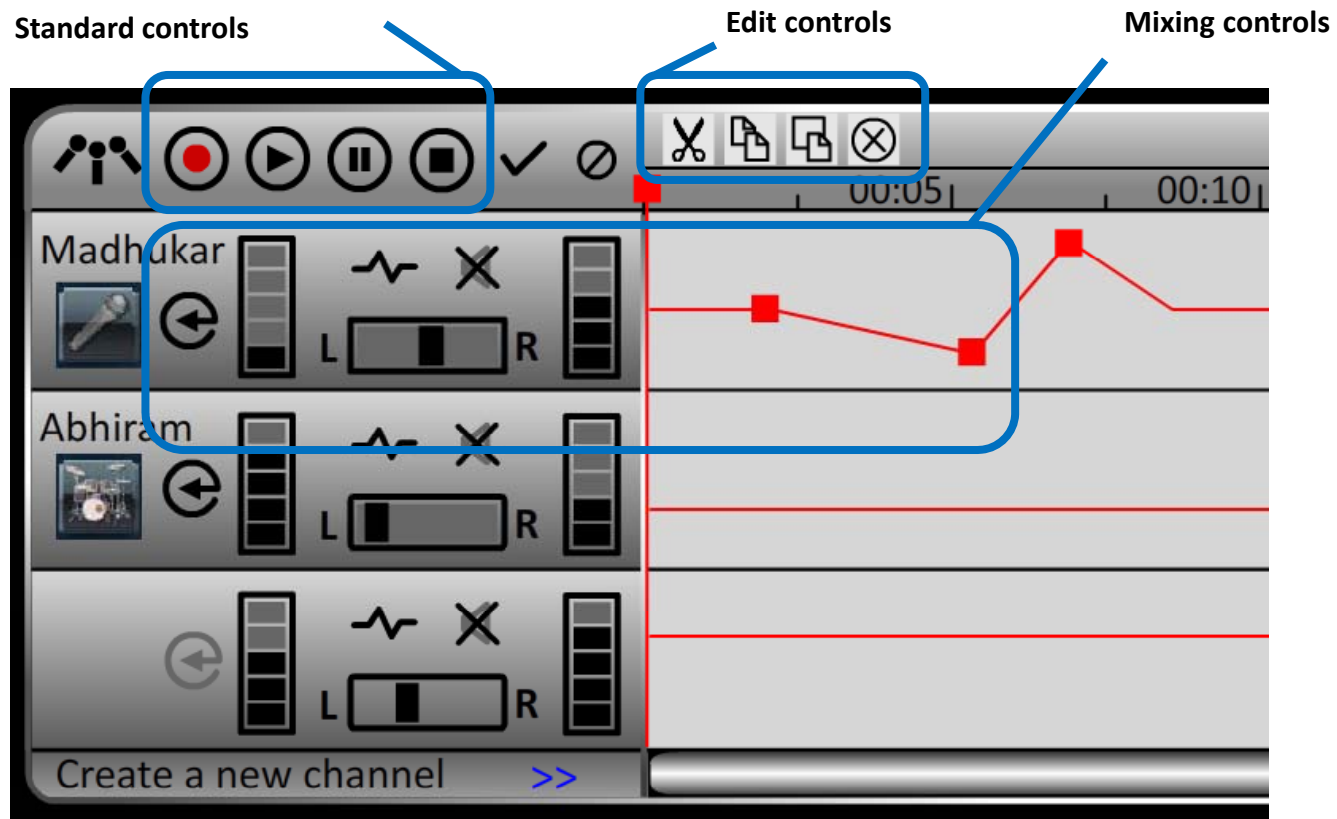 Standard controls
Edit controls
Mixing controls
00:05
00:10
Madhukar
L R
Abhiram
L R
L R
Create a new channel >>